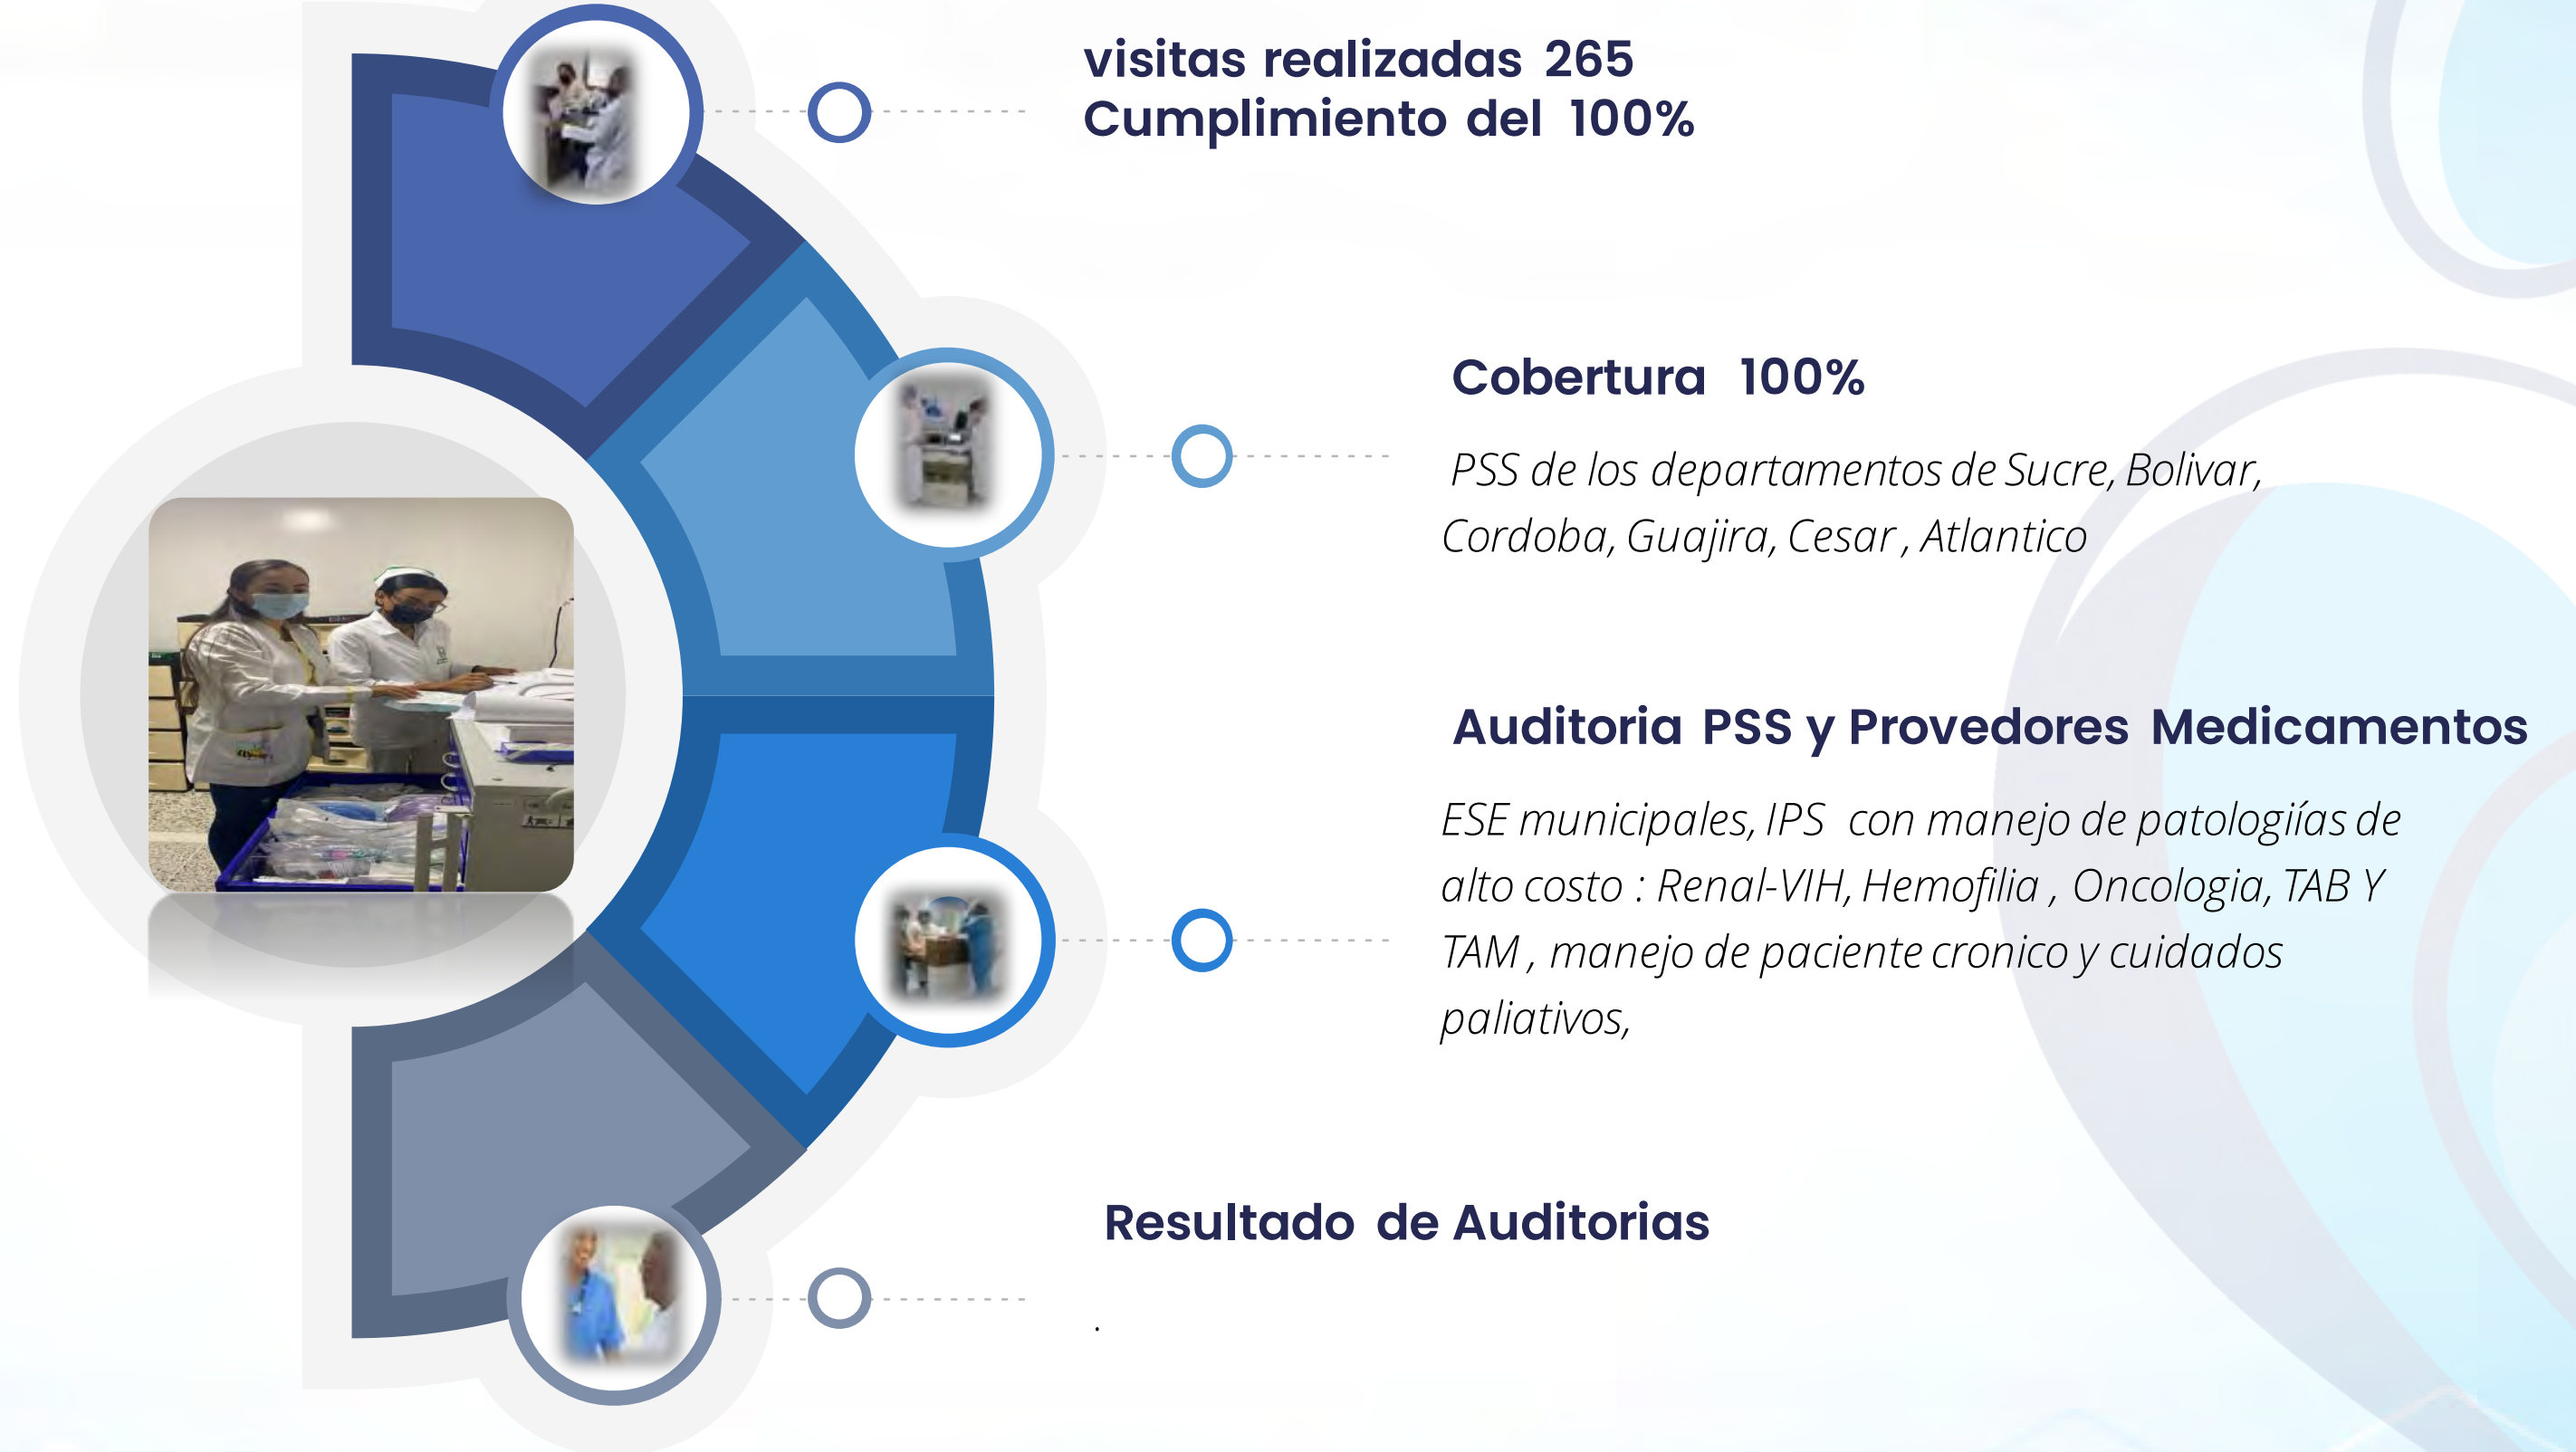 visitas realizadas 265
Cumplimiento del 100%
Cobertura 100%
PSS de los departamentos de Sucre, Bolivar,
Cordoba, Guajira, Cesar , Atlantico
Auditoria PSS y Provedores Medicamentos
ESE municipales, IPS con manejo de patologiías de
alto costo : Renal-VIH, Hemofilia , Oncologia, TAB Y
TAM , manejo de paciente cronico y cuidados
paliativos,
Resultado de Auditorias
.